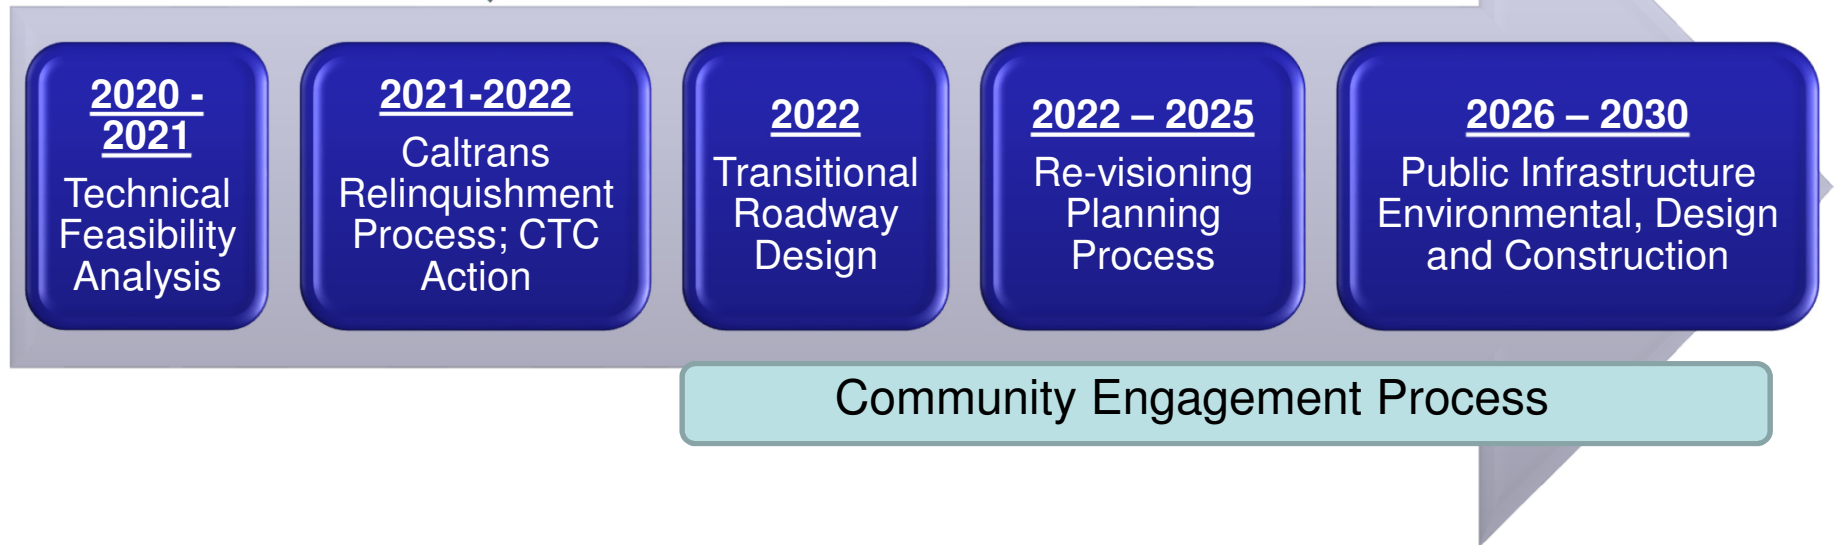 2020 -
2021
Technical
Feasibility
Analysis
2021-2022
Caltrans
Relinquishment
Process; CTC
Action
2022
Transitional
Roadway
Design
2022 – 2025
Re-visioning
Planning
Process
2026 – 2030
Public Infrastructure
Environmental, Design
and Construction
Community Engagement Process